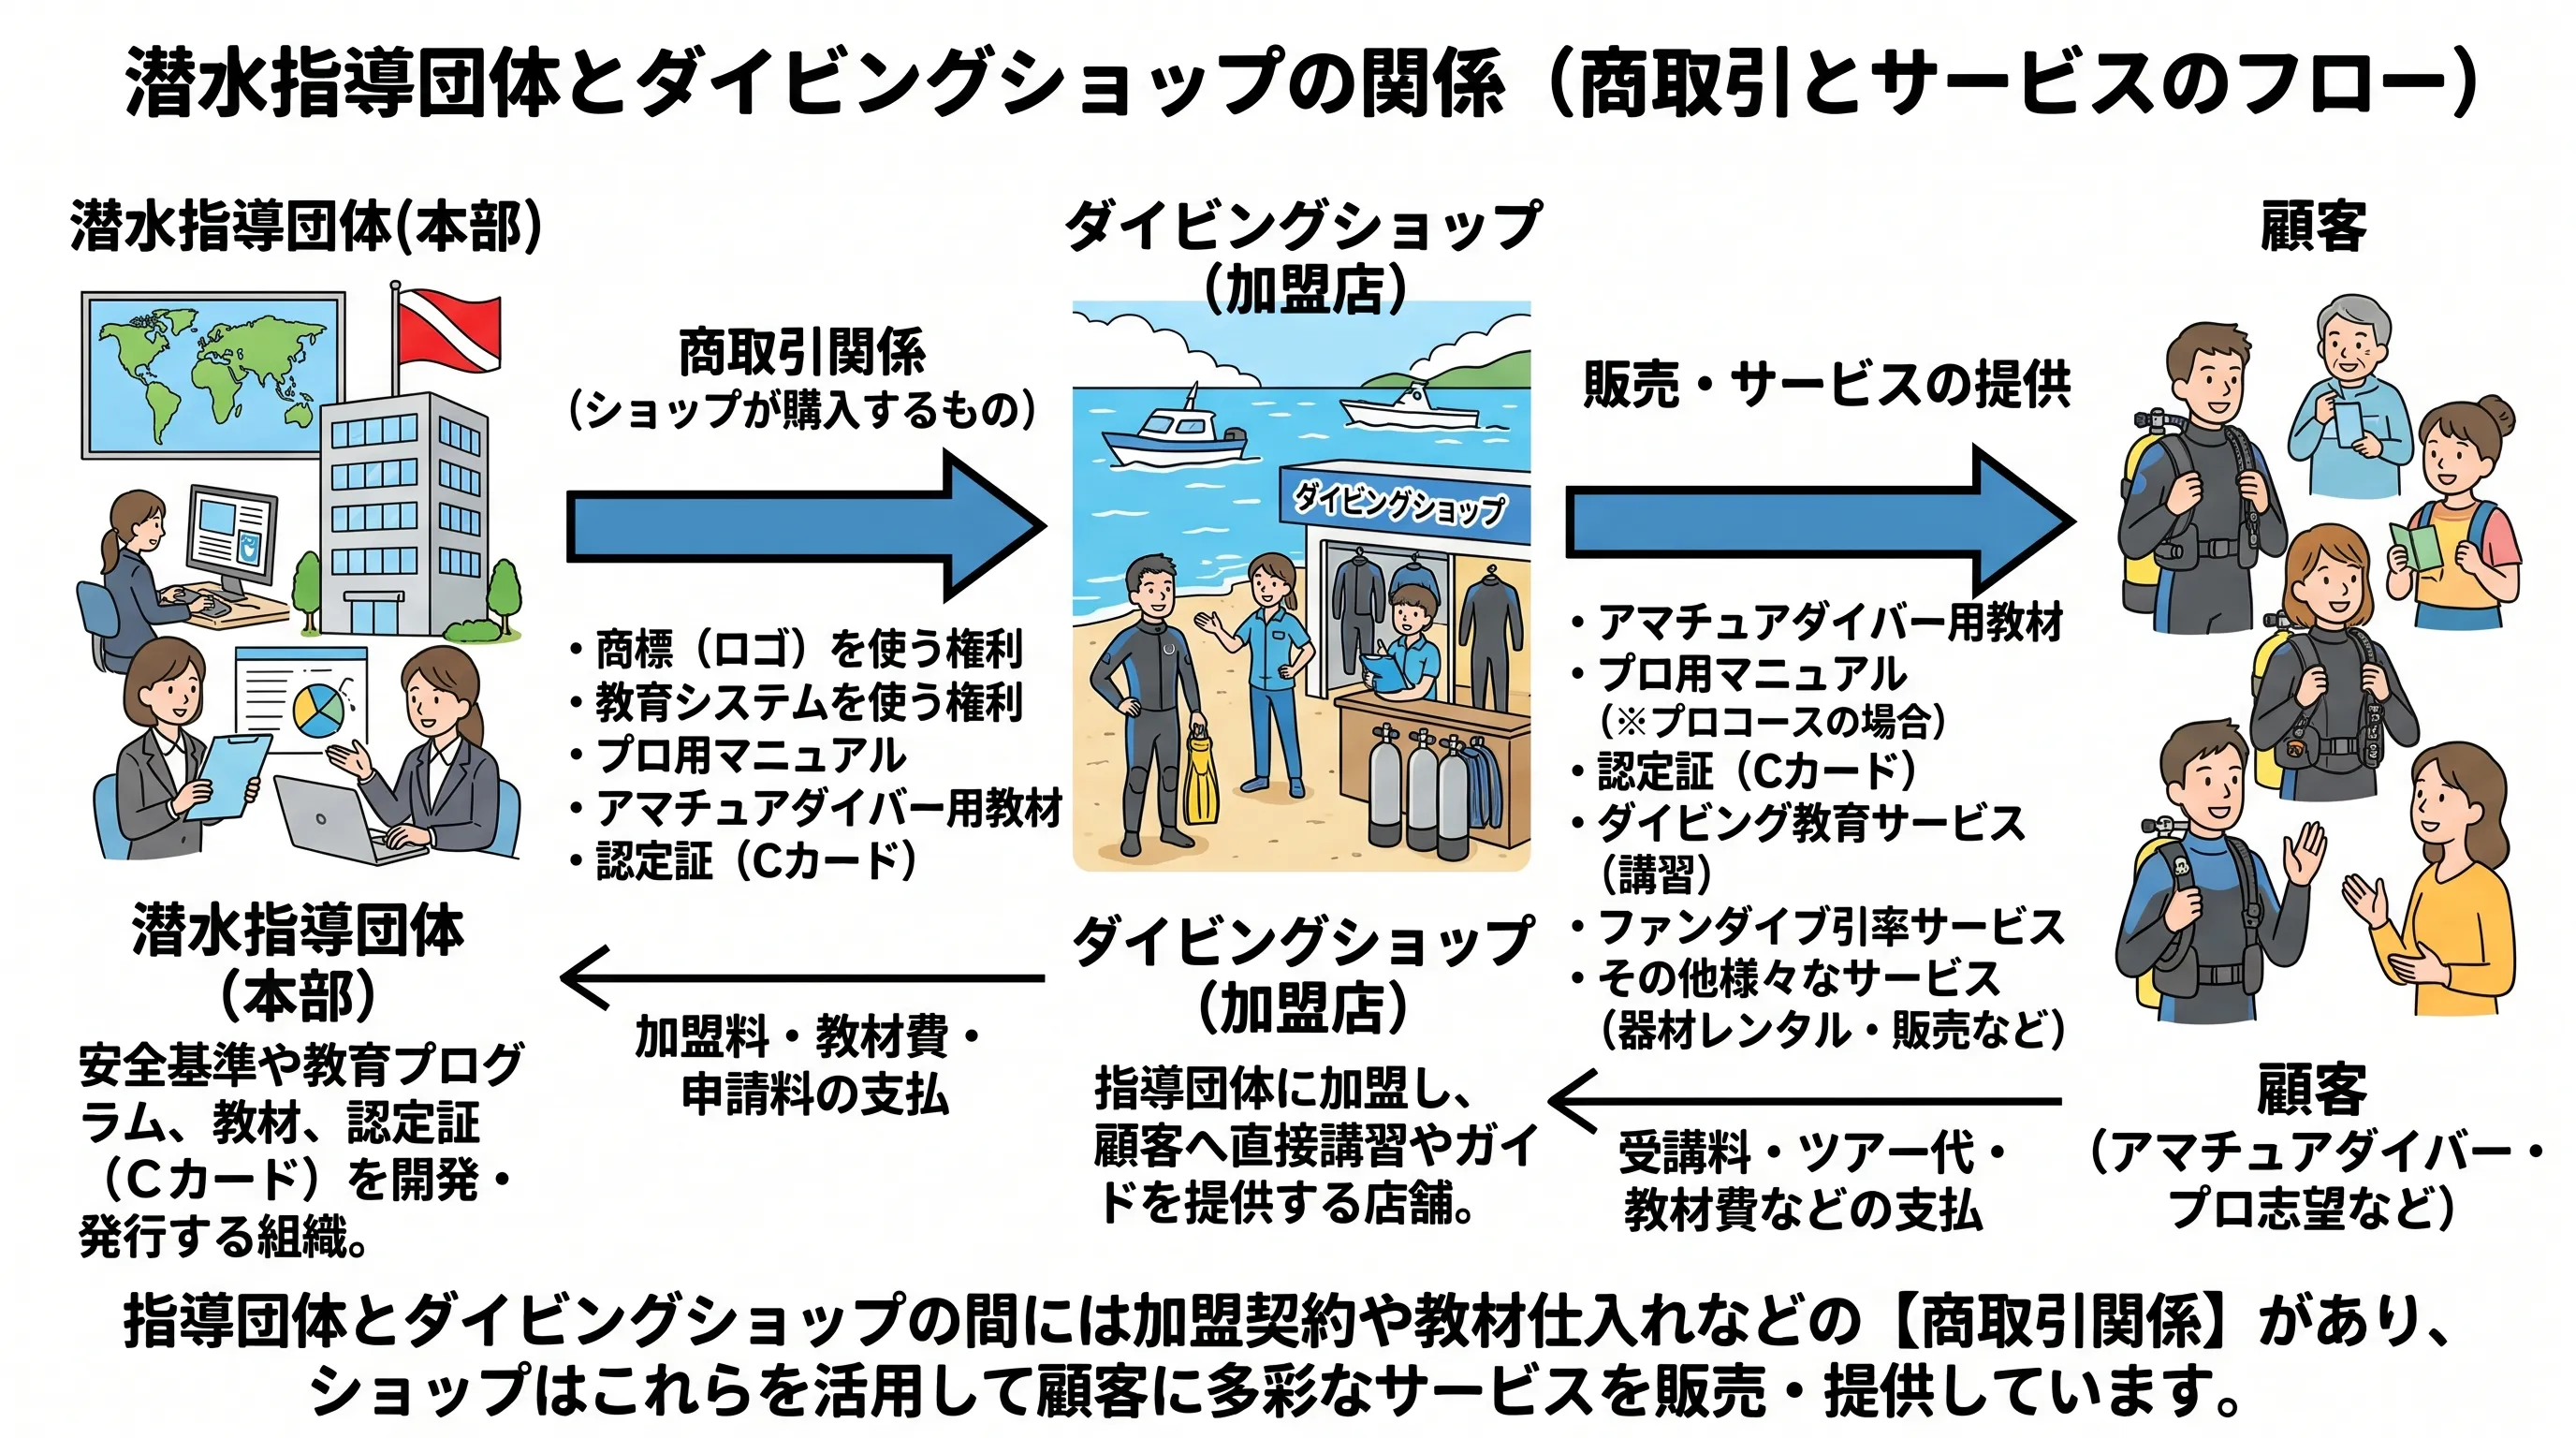 潜水指導団体とダイビングショップの関係（商取引とサービスのフロー）
潜水指導団体(本部)
商取引関係
（ショップが購入するもの）
・商標（ロゴ）を使う権利
・教育システムを使う権利
・プロ用マニュアル
・アマチュアダイバー用教材
・認定証（Cカード）
潜水指導団体
（本部）
安全基準や教育プログ
ラム、教材、認定証
（Ｃカード）を開発・
発行する組織。
加盟料・教材費・
申請料の支払
ダイビングショップ
（加盟店）
ダイビングショップ
ダイビングショップ
（加盟店）
指導団体に加盟し、
顧客へ直接講習やガイ
ドを提供する店舗。
販売・サービスの提供
・アマチュアダイバー用教材
・プロ用マニュアル
（※プロコースの場合）
・認定証（Cカード）
・ダイビング教育サービス
（講習）
・ファンダイブ引率サービス
・その他様々なサービス
（器材レンタル・販売など）
受講料・ツアー代・
教材費などの支払
顧客
顧客
（アマチュアダイバー・
プロ志望など）
指導団体とダイビングショップの間には加盟契約や教材仕入れなどの【商取引関係】があり、
ショップはこれらを活用して顧客に多彩なサービスを販売・提供しています。